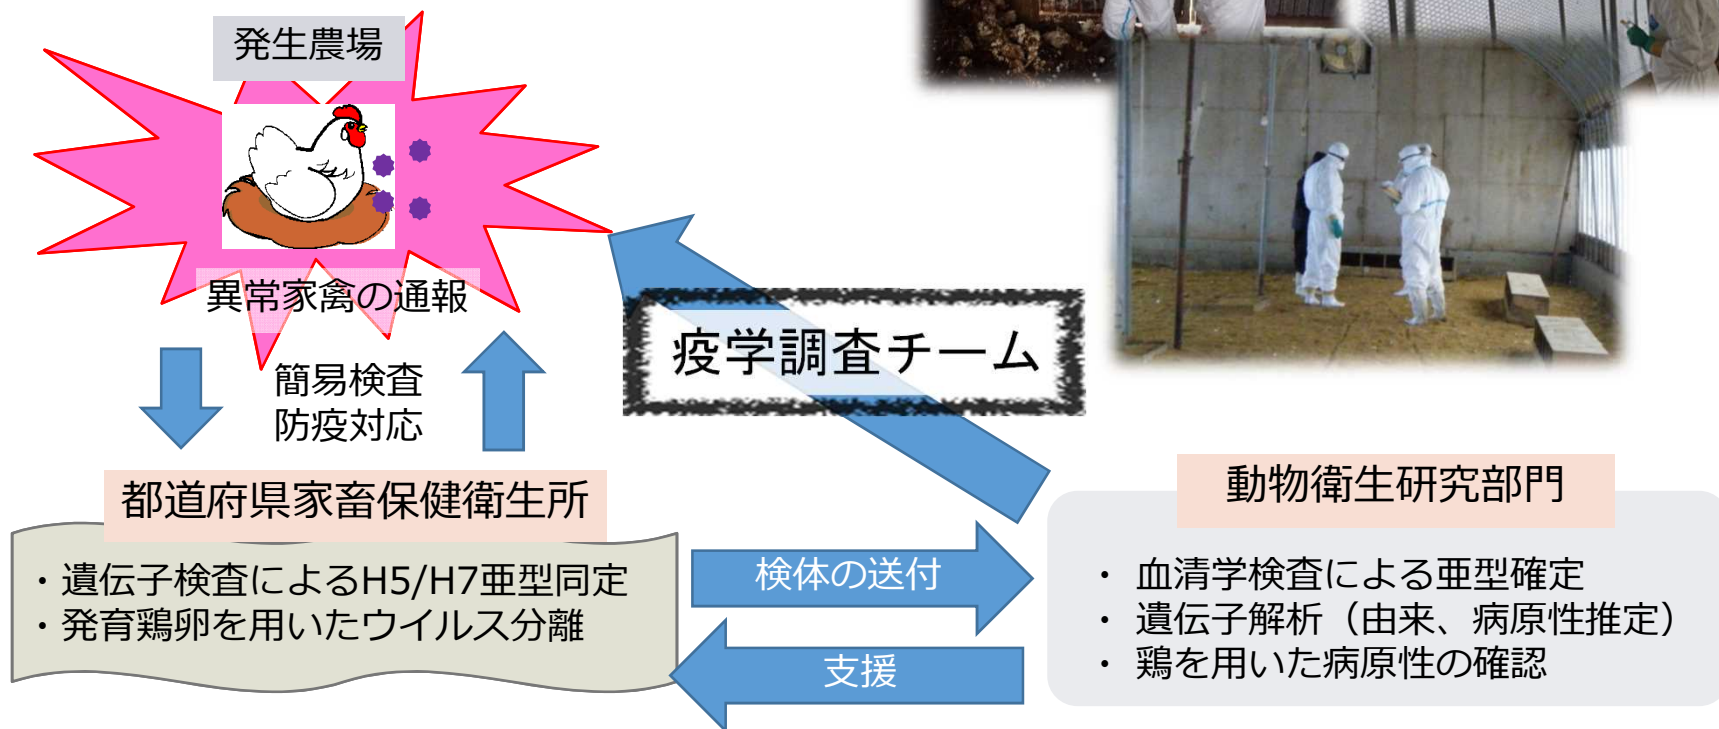 発生農場
異常家禽の通報
簡易検査
防疫対応
疫学調査チーム
都道府県家畜保健衛生所
・遺伝子検査によるH5/H7亜型同定
・発育鶏卵を用いたウイルス分離
検体の送付
支援
動物衛生研究部門
・ 血清学検査による亜型確定
・ 遺伝子解析（由来、病原性推定）
・ 鶏を用いた病原性の確認